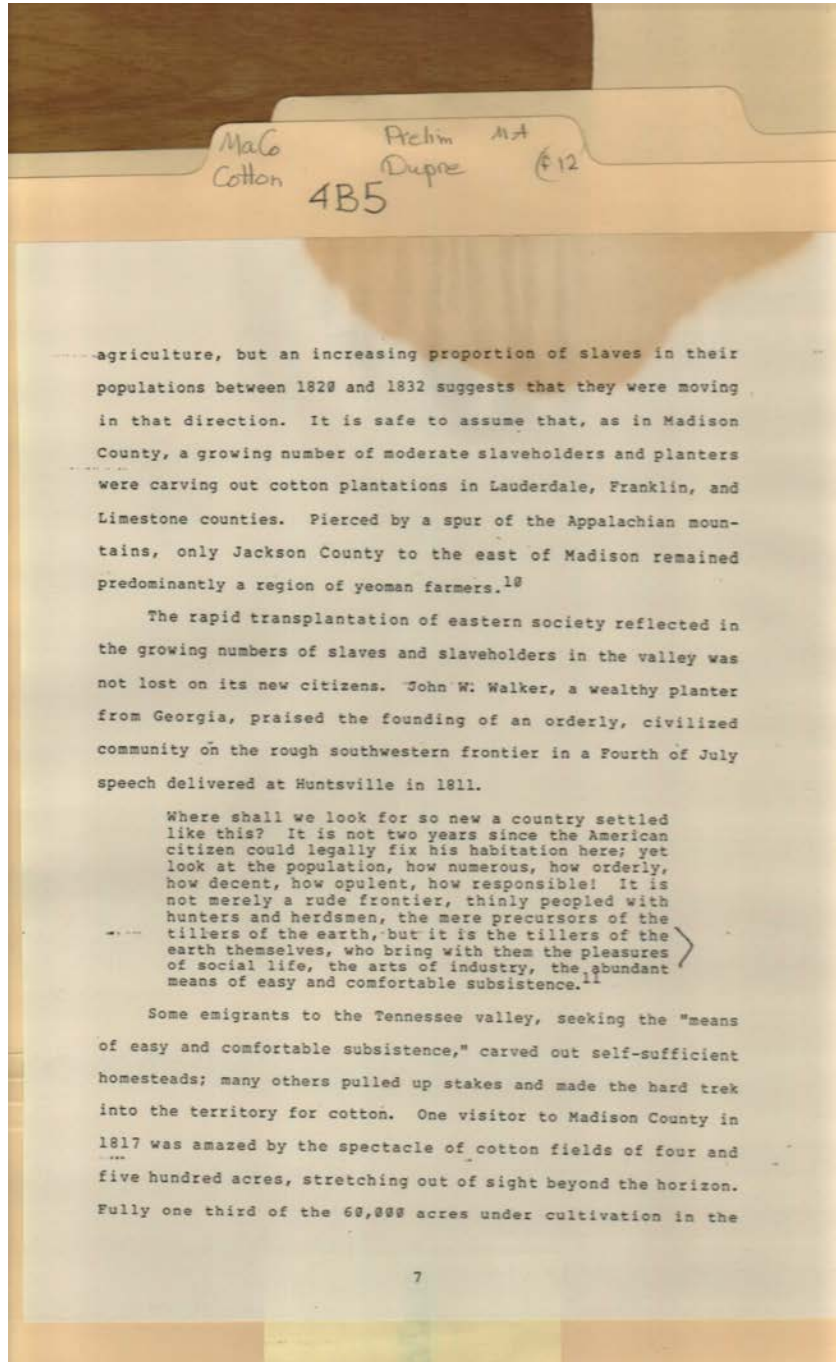 MaCo
Cotton
Prelim MA
Dupre
4B5
agriculture, but an increasing proportion of slaves in their
populations between 1820 and 1832 suggests that they were moving
in that direction. It is safe to assume that, as in Madison
County, a growing number of moderate slaveholders and planters
were carving out cotton plantations in Lauderdale, Franklin, and
Limestone counties. Pierced by a spur of the Appalachian moun-
tains, only Jackson County to the east of Madison remained
predominantly a region of yeoman farmers.10
The rapid transplantation of eastern society reflected in
the growing numbers of slaves and slaveholders in the valley was
not lost on its new citizens. John W. Walker, a wealthy planter
from Georgia, praised the founding of an orderly, civilized
community on the rough southwestern frontier in a Fourth of July
speech delivered at Huntsville in 1811.
Where shall we look for so new a country settled
like this? It is not two years since the American
citizen could legally fix his habitation here; yet
look at the population, how numerous, how orderly,
how decent, how opulent, how responsible! It is
not merely a rude frontier, thinly peopled with
hunters and herdsmen, the mere precursors of the
tillers of the earth, but it is the tillers of the
earth themselves, who bring with them the pleasures
of social life, the arts of industry, the abundant
means of easy and comfortable subsistence.11
Some emigrants to the Tennessee valley, seeking the "means
of easy and comfortable subsistence," carved out self-sufficient
homesteads; many others pulled up stakes and made the hard trek
into the territory for cotton. One visitor to Madison County in
1817 was amazed by the spectacle of cotton fields of four and
five hundred acres, stretching out of sight beyond the horizon.
Fully one third of the 60,000 acres under cultivation in the
7